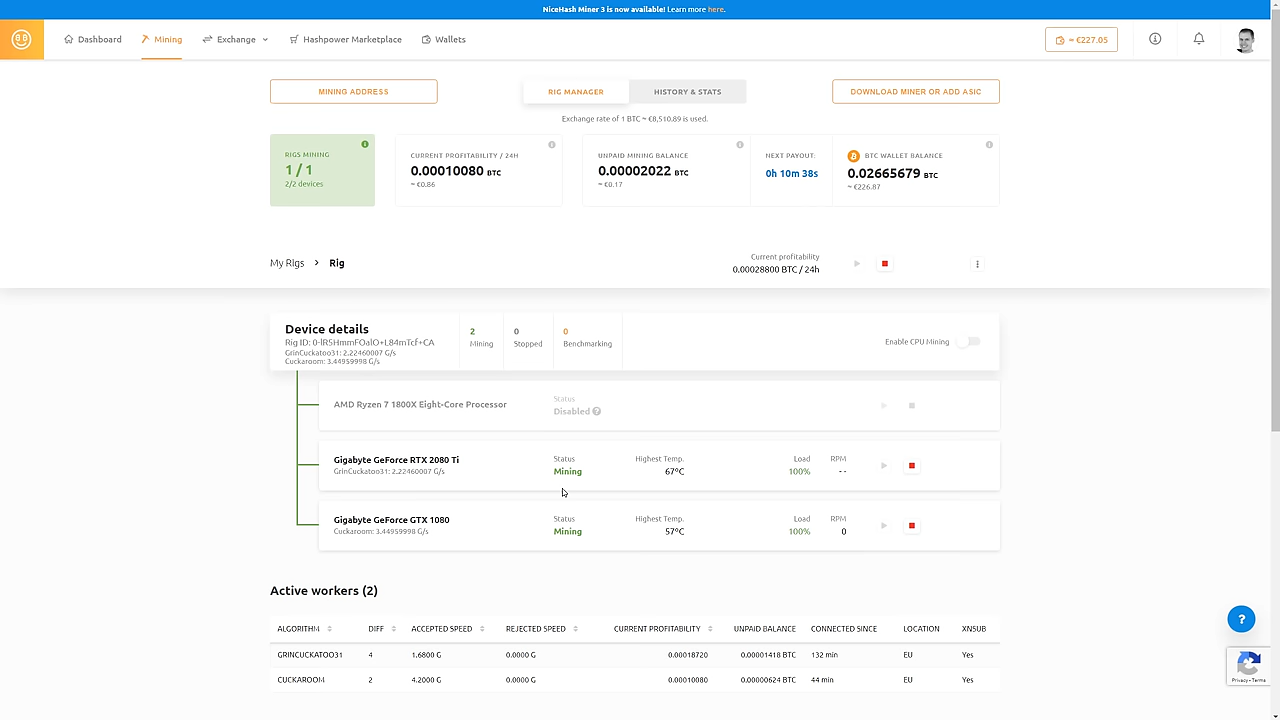 NiceHash Miner 3 is now available! Learn more here.
Dashboard
Mining
Exchange
Hashpower Marketplace
Wallets
≈ €227.05
MINING ADDRESS
RIG MANAGER
HISTORY & STATS
DOWNLOAD MINER OR ADD ASIC
Exchange rate of 1 BTC ~ €8,510.89 is used.
RIGS MINING
1 / 1
2/2 devices
CURRENT PROFITABILITY / 24H
0.00010080 BTC
~ €0.86
UNPAID MINING BALANCE
0.00002022 BTC
~ €0.17
NEXT PAYOUT:
0h 10m 38s
BTC WALLET BALANCE
0.02665679 BTC
~ €226.87
My Rigs > Rig
Current profitability
0.00028800 BTC / 24h
Device details
Rig ID: 0-lR5HmmFOalO+L84mTcf+CA
GrinCuckatoo31: 2.22460007 G/s
Cuckaroom: 3.44959998 G/s
2
Mining
0
Stopped
0
Benchmarking
Enable CPU Mining
AMD Ryzen 7 1800X Eight-Core Processor
Status
Disabled ?
Gigabyte GeForce RTX 2080 Ti
GrinCuckatoo31: 2.22460007 G/s
Status
Mining
Highest Temp.
67°C
Load
100%
RPM
- -
Gigabyte GeForce GTX 1080
Cuckaroom: 3.44959998 G/s
Status
Mining
Highest Temp.
57°C
Load
100%
RPM
0
Active workers (2)
ALGORITHM DIFF ACCEPTED SPEED REJECTED SPEED CURRENT PROFITABILITY UNPAID BALANCE CONNECTED SINCE LOCATION XNSUB
GRINCUCKATOO31 4 1.6800 G 0.0000 G 0.00018720 0.00001418 BTC 132 min EU Yes
CUCKAROOM 2 4.2000 G 0.0000 G 0.00010080 0.00000624 BTC 44 min EU Yes
?
Privacy - Terms